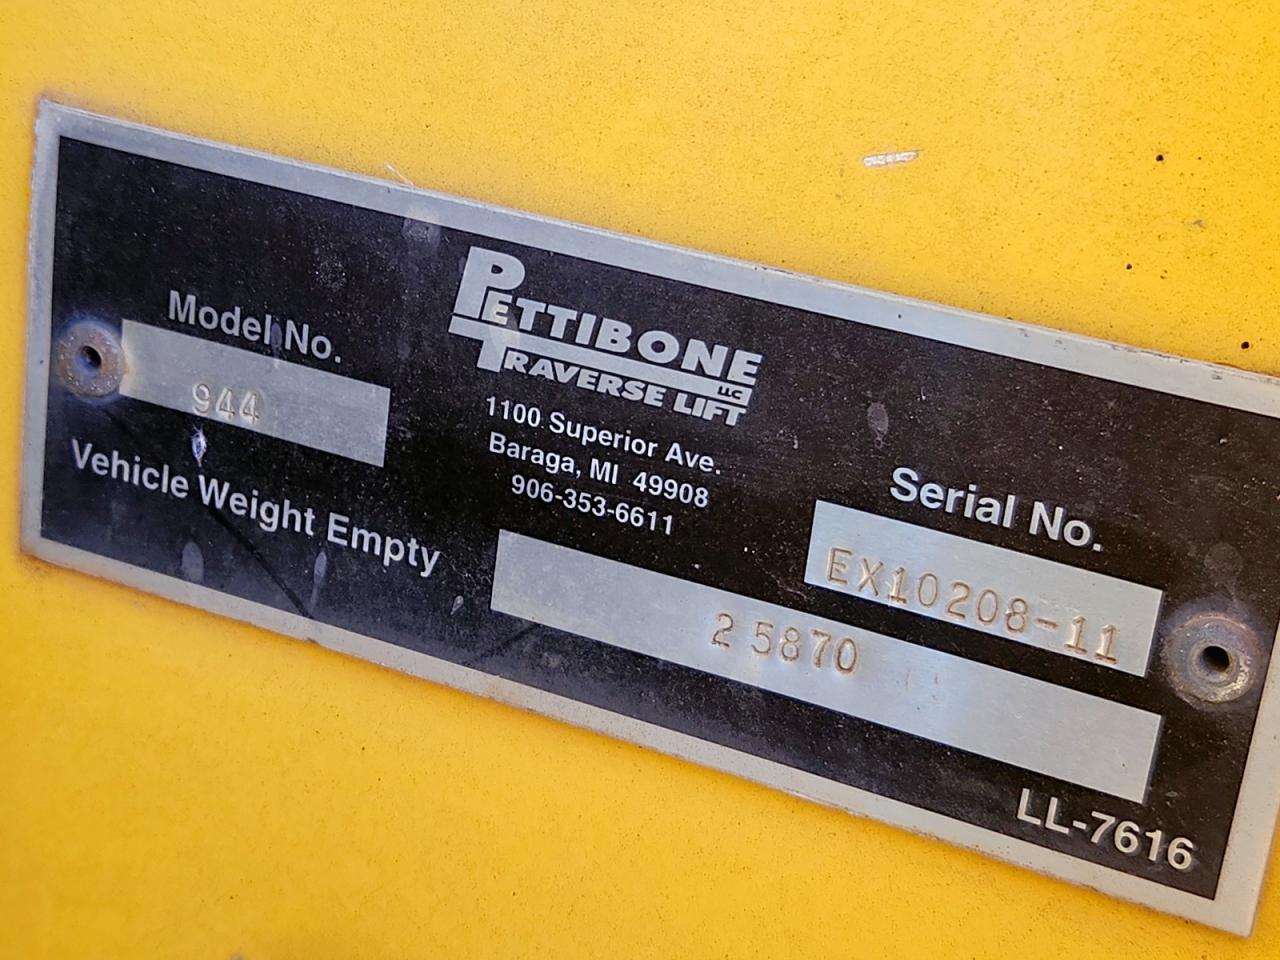 PETTIBONE
TRAVERSE LIFT LLC
1100 Superior Ave.
Baraga, MI 49908
906-353-6611
Model No.
944
Serial No.
EX10208-11
Vehicle Weight Empty
25870
LL-7616